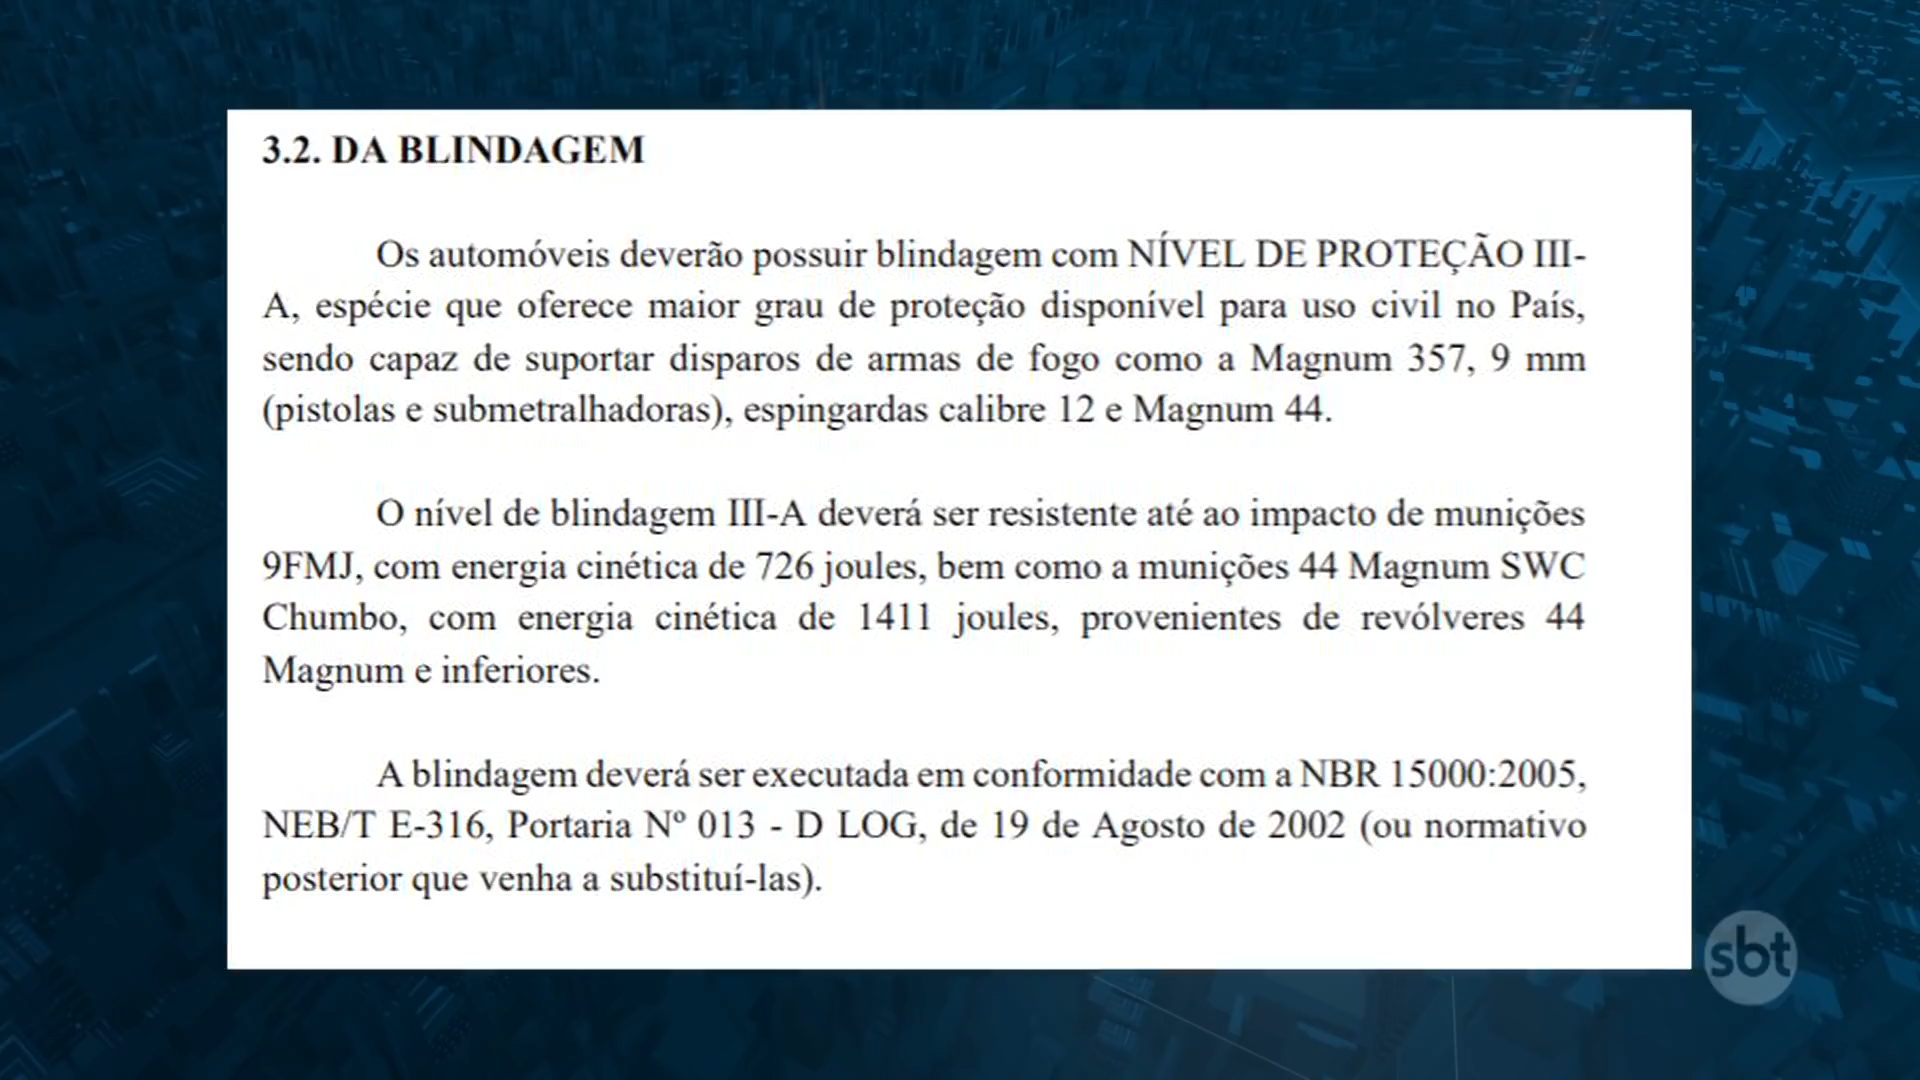 3.2. DA BLINDAGEM
Os automóveis deverão possuir blindagem com NÍVEL DE PROTEÇÃO III-
A, espécie que oferece maior grau de proteção disponível para uso civil no País,
sendo capaz de suportar disparos de armas de fogo como a Magnum 357, 9 mm
(pistolas e submetralhadoras), espingardas calibre 12 e Magnum 44.
O nível de blindagem III-A deverá ser resistente até ao impacto de munições
9FMJ, com energia cinética de 726 joules, bem como a munições 44 Magnum SWC
Chumbo, com energia cinética de 1411 joules, provenientes de revólveres 44
Magnum e inferiores.
A blindagem deverá ser executada em conformidade com a NBR 15000:2005,
NEB/T E-316, Portaria Nº 013 - D LOG, de 19 de Agosto de 2002 (ou normativo
posterior que venha a substituí-las).
sbt